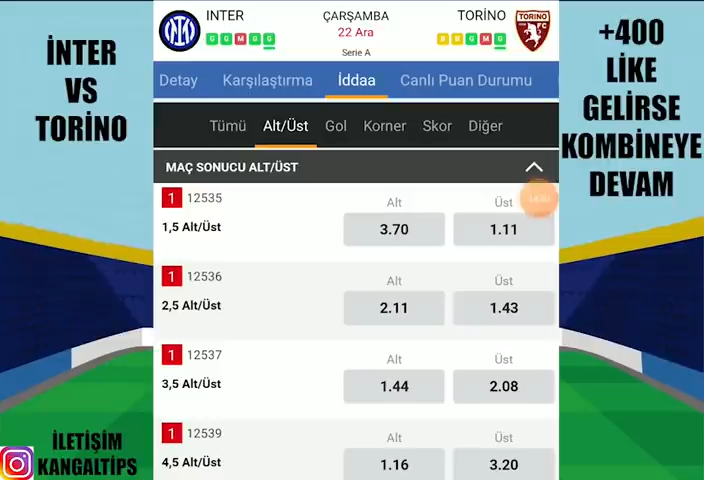 İNTER
VS
TORİNO
INTER
G G M G G
ÇARŞAMBA
22 Ara
Serie A
TORİNO
B B G M G
+400
LİKE
GELİRSE
KOMBİNEYE
DEVAM
Detay Karşılaştırma İddaa Canlı Puan Durumu
Tümü Alt/Üst Gol Korner Skor Diğer
MAÇ SONUCU ALT/ÜST
1 12535
1,5 Alt/Üst
Alt Üst
3.70 1.11
1 12536
2,5 Alt/Üst
Alt Üst
2.11 1.43
1 12537
3,5 Alt/Üst
Alt Üst
1.44 2.08
1 12539
4,5 Alt/Üst
Alt Üst
1.16 3.20
İLETİŞİM
KANGALTİPS